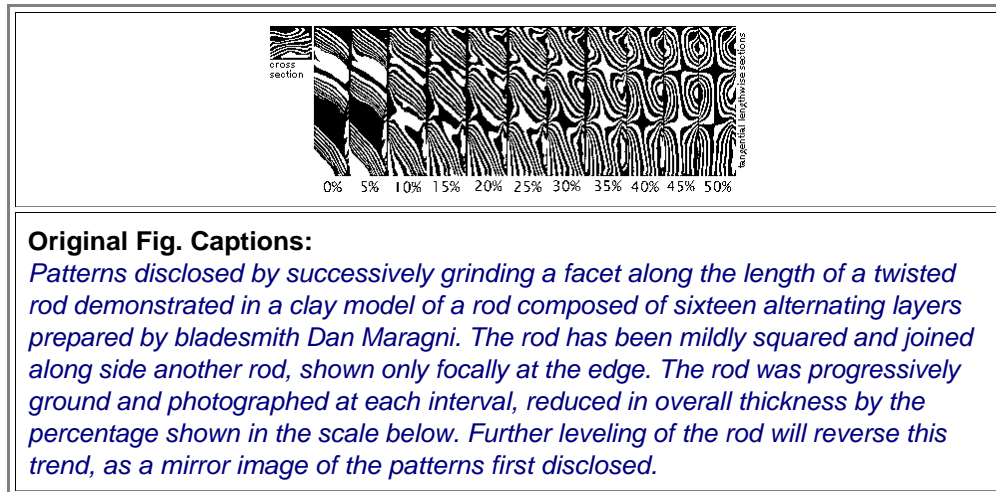 cross
section
tangential lengthwise sections
0% 5% 10% 15% 20% 25% 30% 35% 40% 45% 50%
Original Fig. Captions:
Patterns disclosed by successively grinding a facet along the length of a twisted
rod demonstrated in a clay model of a rod composed of sixteen alternating layers
prepared by bladesmith Dan Maragni. The rod has been mildly squared and joined
along side another rod, shown only focally at the edge. The rod was progressively
ground and photographed at each interval, reduced in overall thickness by the
percentage shown in the scale below. Further leveling of the rod will reverse this
trend, as a mirror image of the patterns first disclosed.